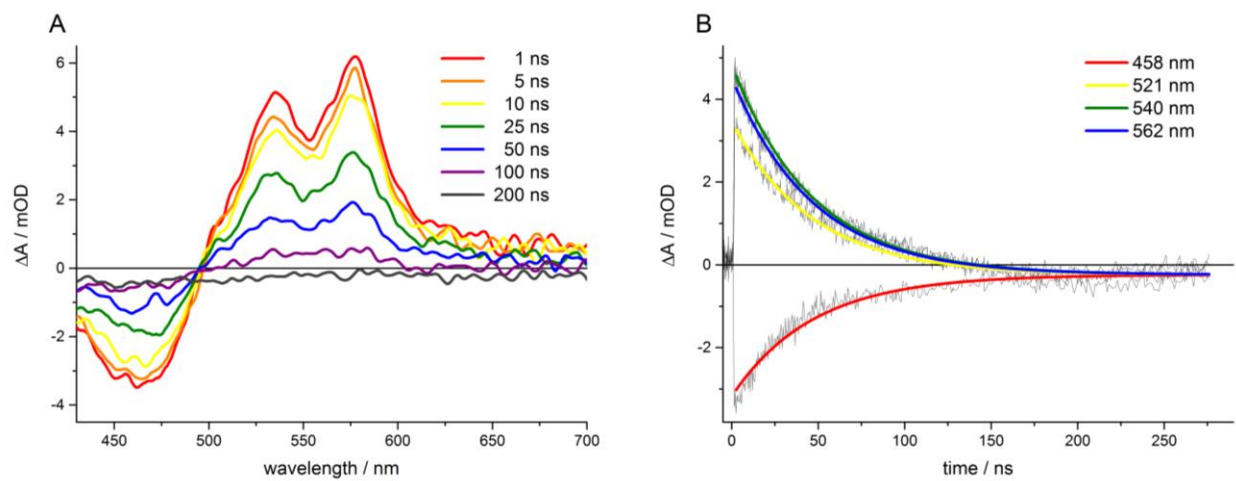 A
6
4
2
0
-2
-4
ΔA / mOD
450
500
550
600
650
700
wavelength / nm
1 ns
5 ns
10 ns
25 ns
50 ns
100 ns
200 ns
B
4
2
0
-2
ΔA / mOD
0
50
100
150
200
250
time / ns
458 nm
521 nm
540 nm
562 nm